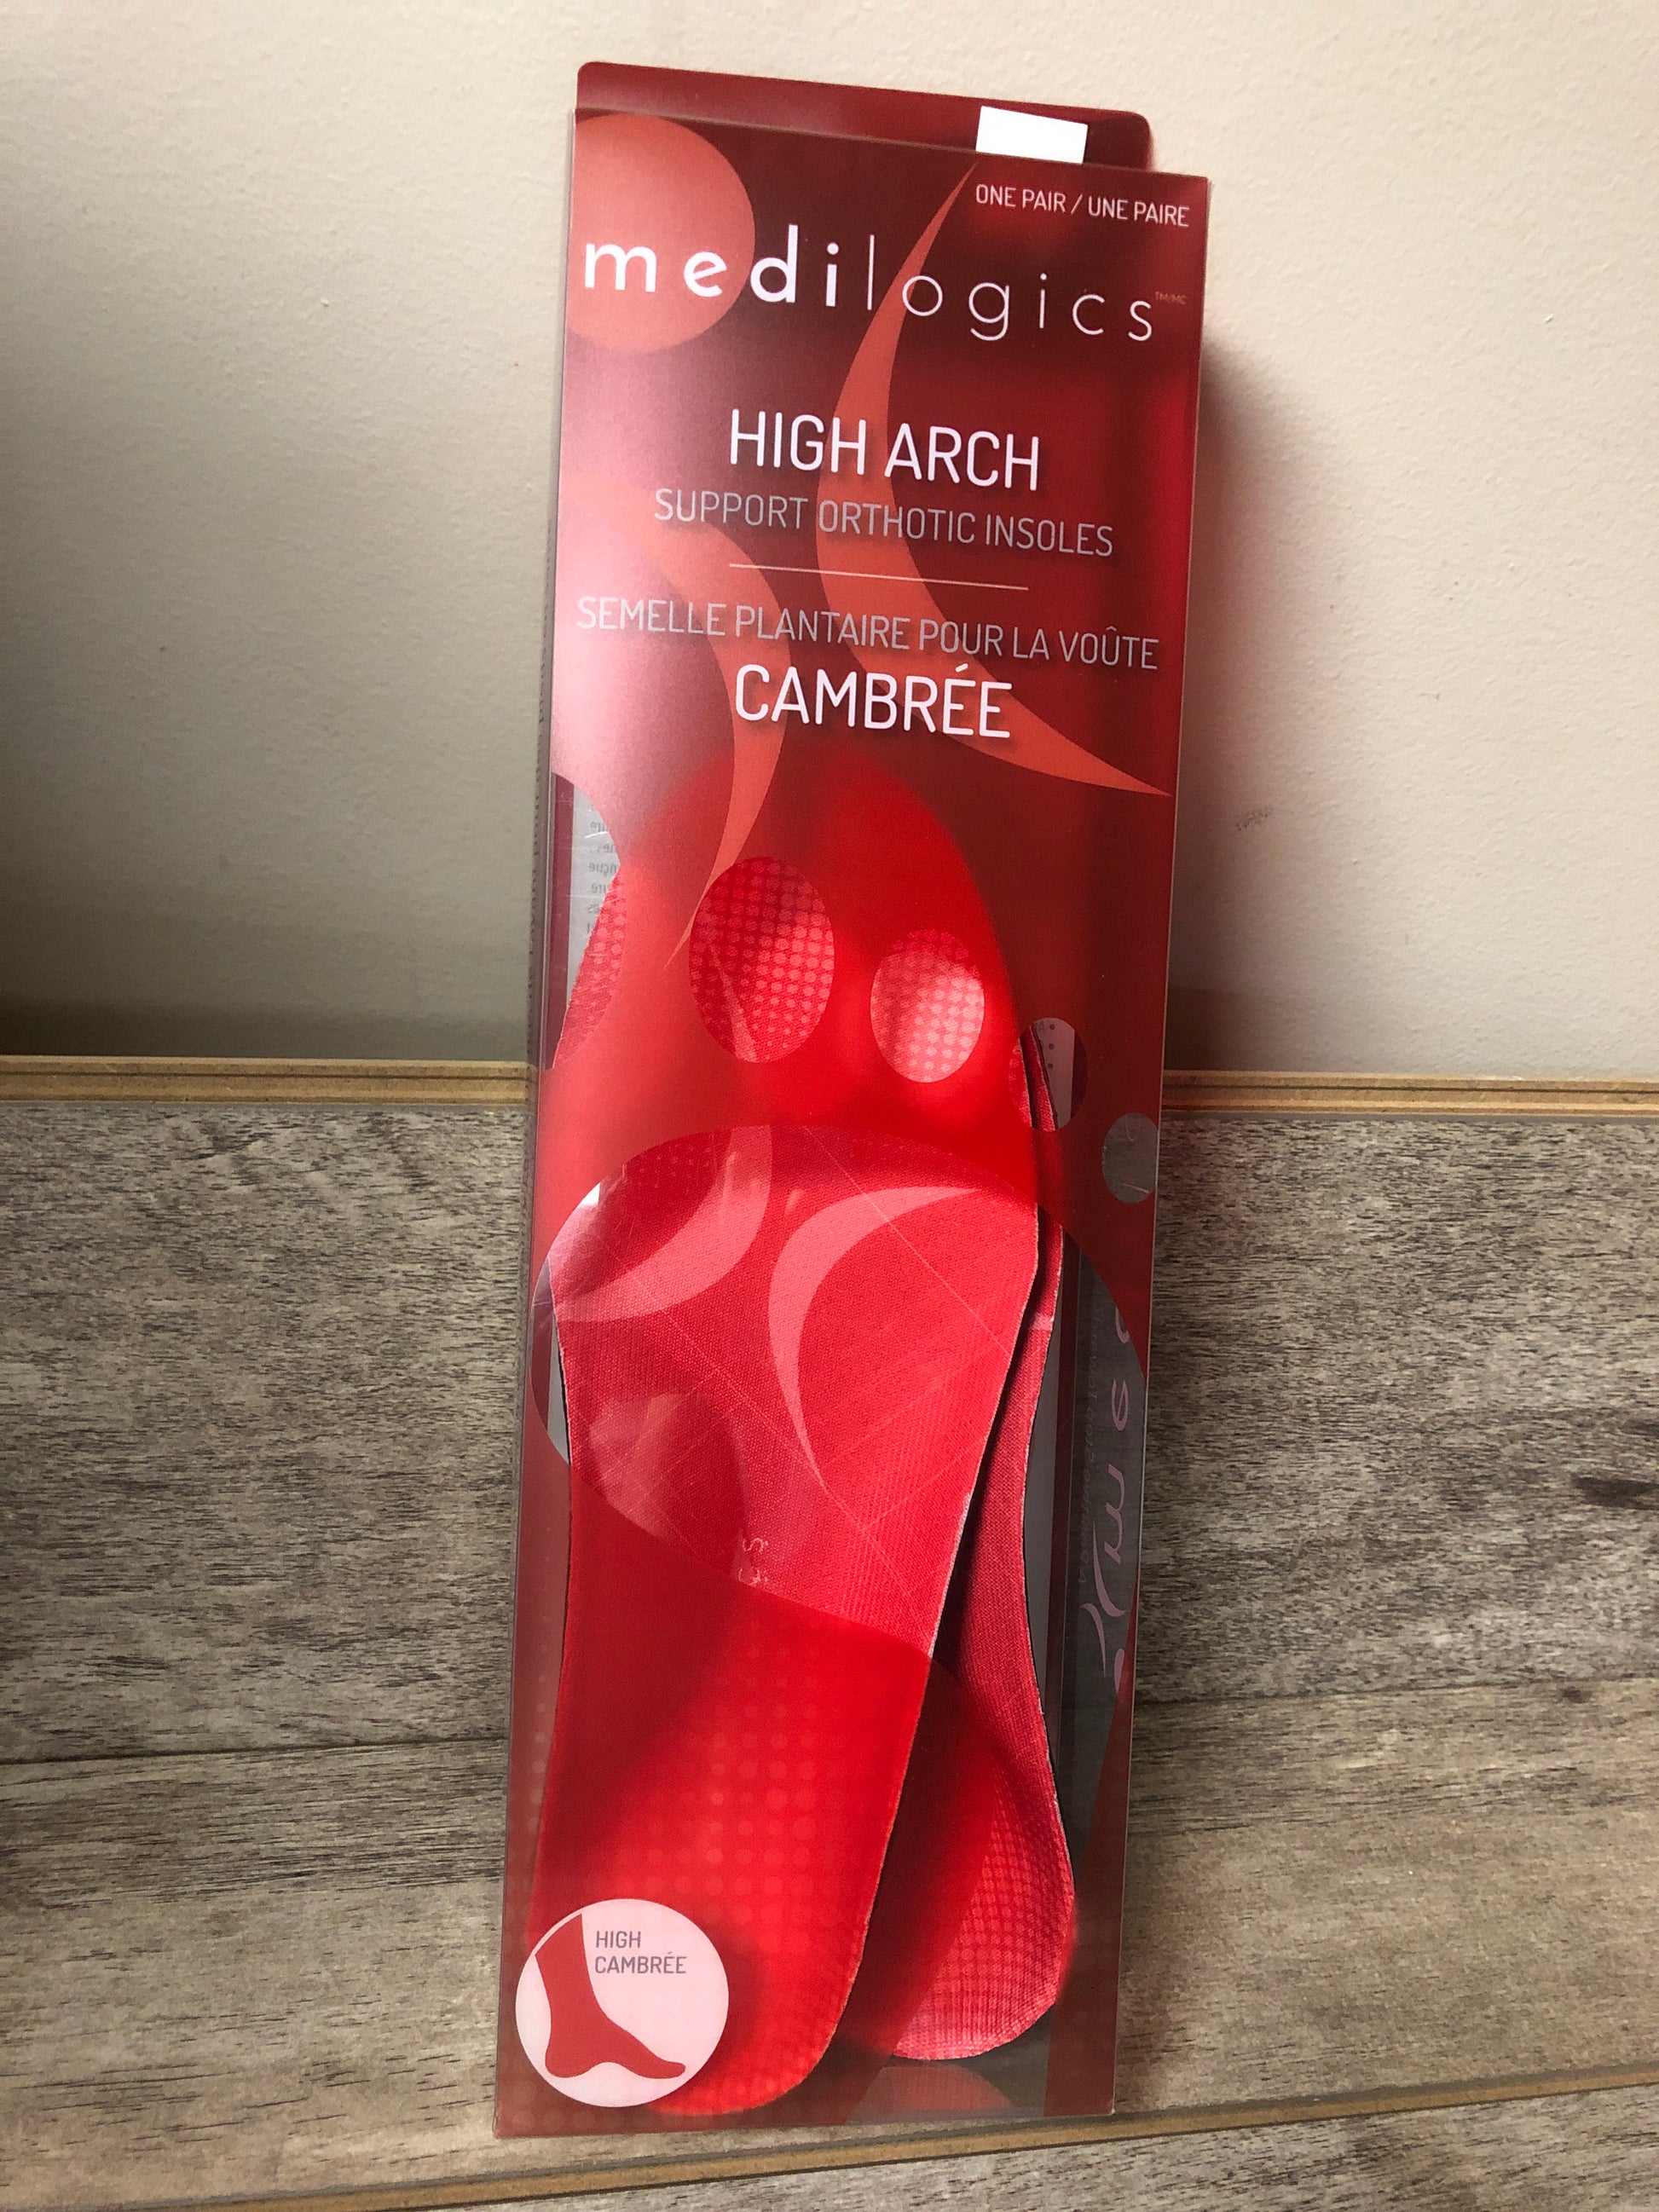 ONE PAIR / UNE PAIRE
medilogics TM/MC
HIGH ARCH
SUPPORT ORTHOTIC INSOLES
SEMELLE PLANTAIRE POUR LA VOÛTE
CAMBRÉE
HIGH
CAMBRÉE